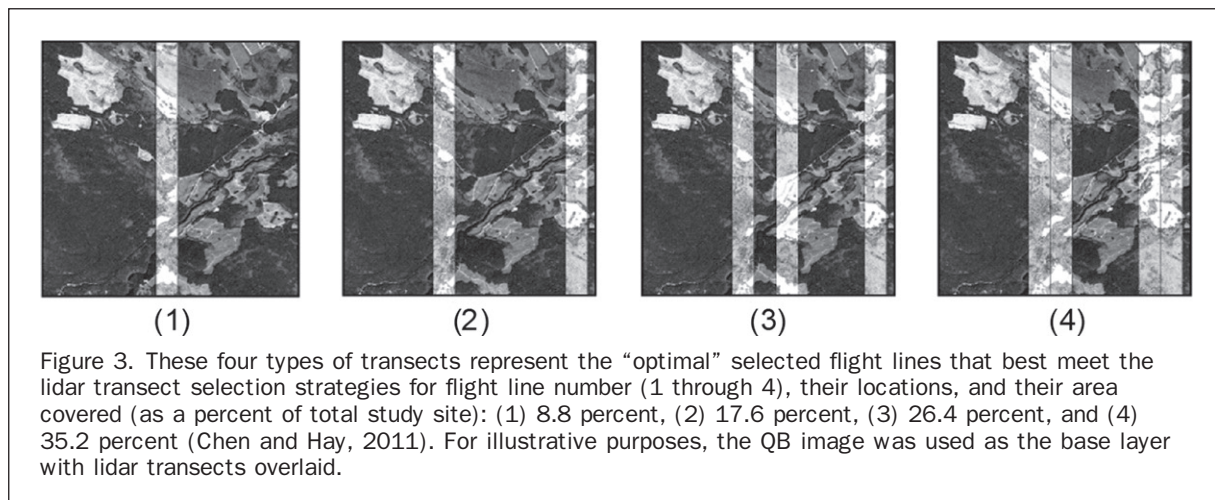 (1) (2) (3) (4)
Figure 3. These four types of transects represent the “optimal” selected flight lines that best meet the
lidar transect selection strategies for flight line number (1 through 4), their locations, and their area
covered (as a percent of total study site): (1) 8.8 percent, (2) 17.6 percent, (3) 26.4 percent, and (4)
35.2 percent (Chen and Hay, 2011). For illustrative purposes, the QB image was used as the base layer
with lidar transects overlaid.